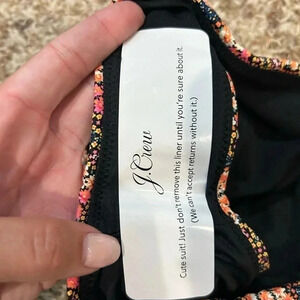 J.Crew
Cute suit! Just don't remove this liner until you're sure about it.
(We can't accept returns without it.)